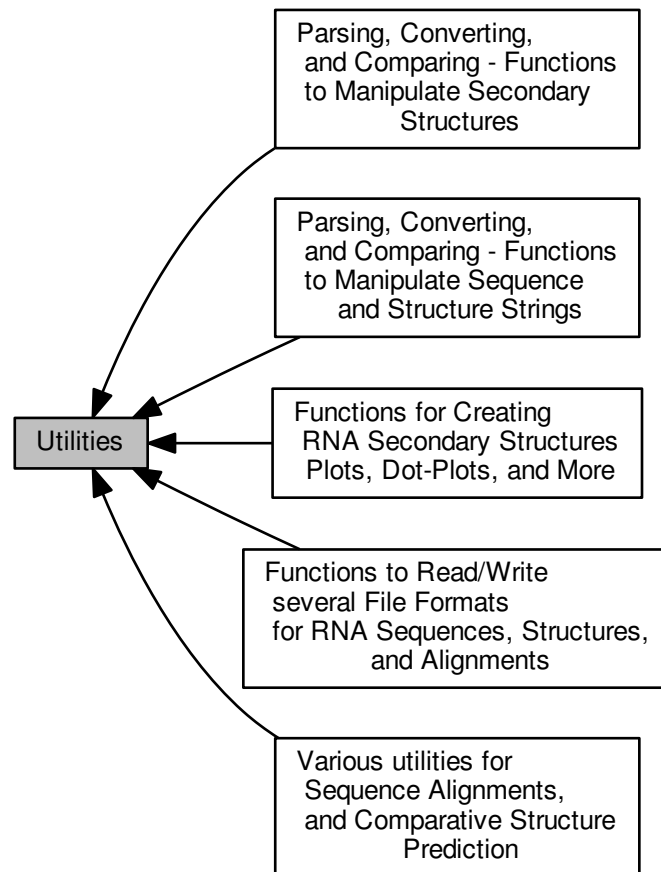 Parsing, Converting,
and Comparing - Functions
to Manipulate Secondary
Structures
Parsing, Converting,
and Comparing - Functions
to Manipulate Sequence
and Structure Strings
Utilities
Functions for Creating
RNA Secondary Structures
Plots, Dot-Plots, and More
Functions to Read/Write
several File Formats
for RNA Sequences, Structures,
and Alignments
Various utilities for
Sequence Alignments,
and Comparative Structure
Prediction